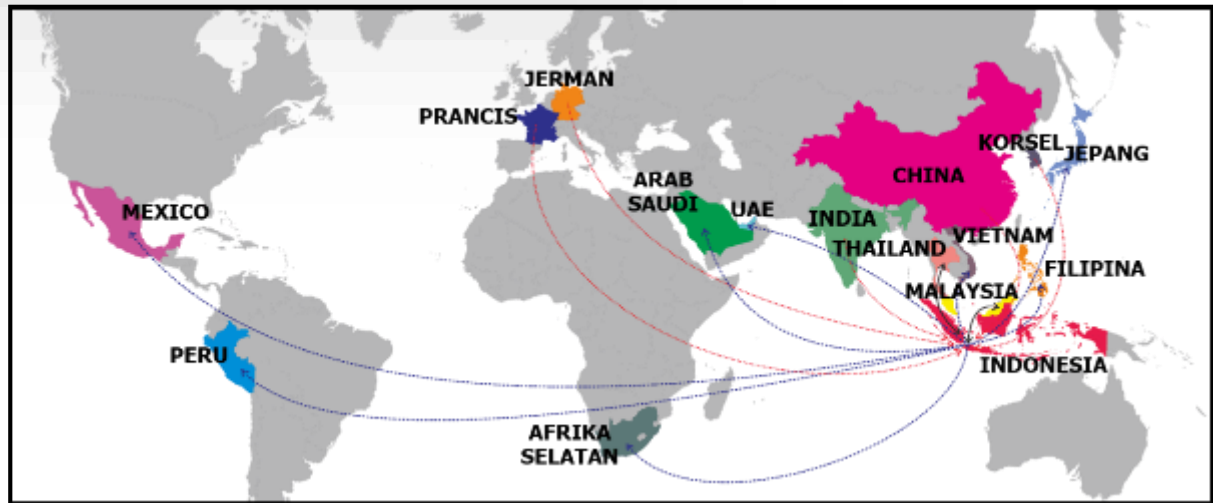 JERMAN
PRANCIS
KORSEL
JEPANG
CHINA
ARAB
SAUDI
UAE
INDIA
MEXICO
VIETNAM
THAILAND
FILIPINA
MALAYSIA
PERU
INDONESIA
AFRIKA
SELATAN